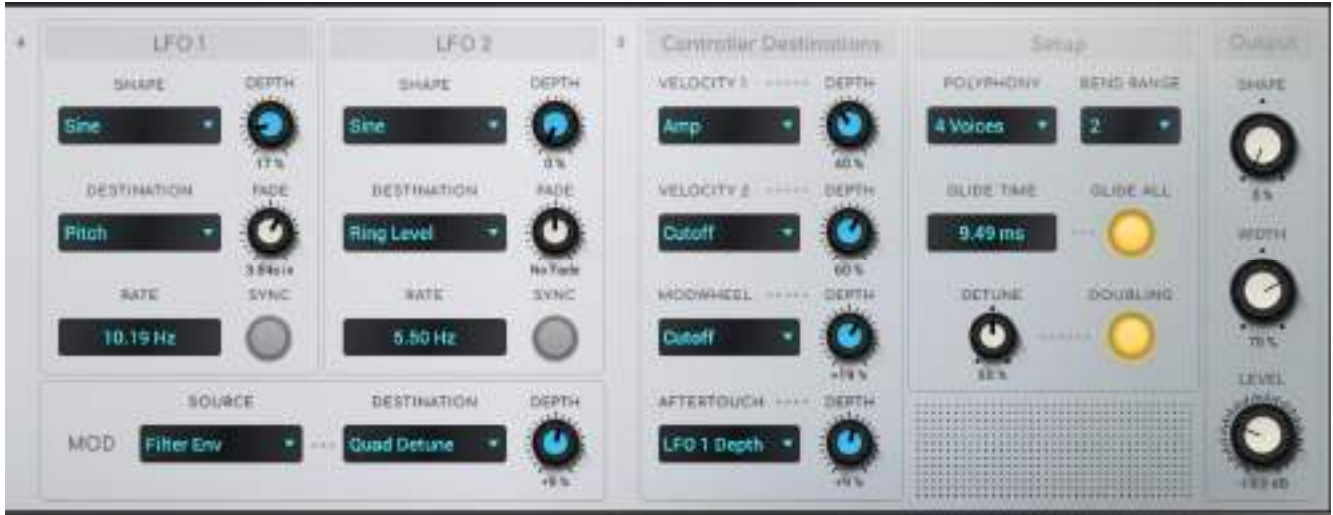 LFO 1
LFO 2
Controller Destinations
Setup
Output
SHAPE
DEPTH
SHAPE
DEPTH
VELOCITY 1
DEPTH
POLYPHONY
BEND RANGE
SHAPE
Sine
Sine
Amp
4 Voices
2
17 %
0 %
40 %
DESTINATION
FADE
DESTINATION
FADE
VELOCITY 2
DEPTH
GLIDE TIME
GLIDE ALL
Pitch
Ring Level
Cutoff
9.49 ms
WIDTH
No Fade
60 %
RATE
SYNC
RATE
SYNC
MODWHEEL
DEPTH
DETUNE
DOUBLING
10.19 Hz
5.50 Hz
Cutoff
SOURCE
DESTINATION
DEPTH
AFTERTOUCH
DEPTH
LEVEL
MOD
Filter Env
Quad Detune
LFO 1 Depth
+9 %